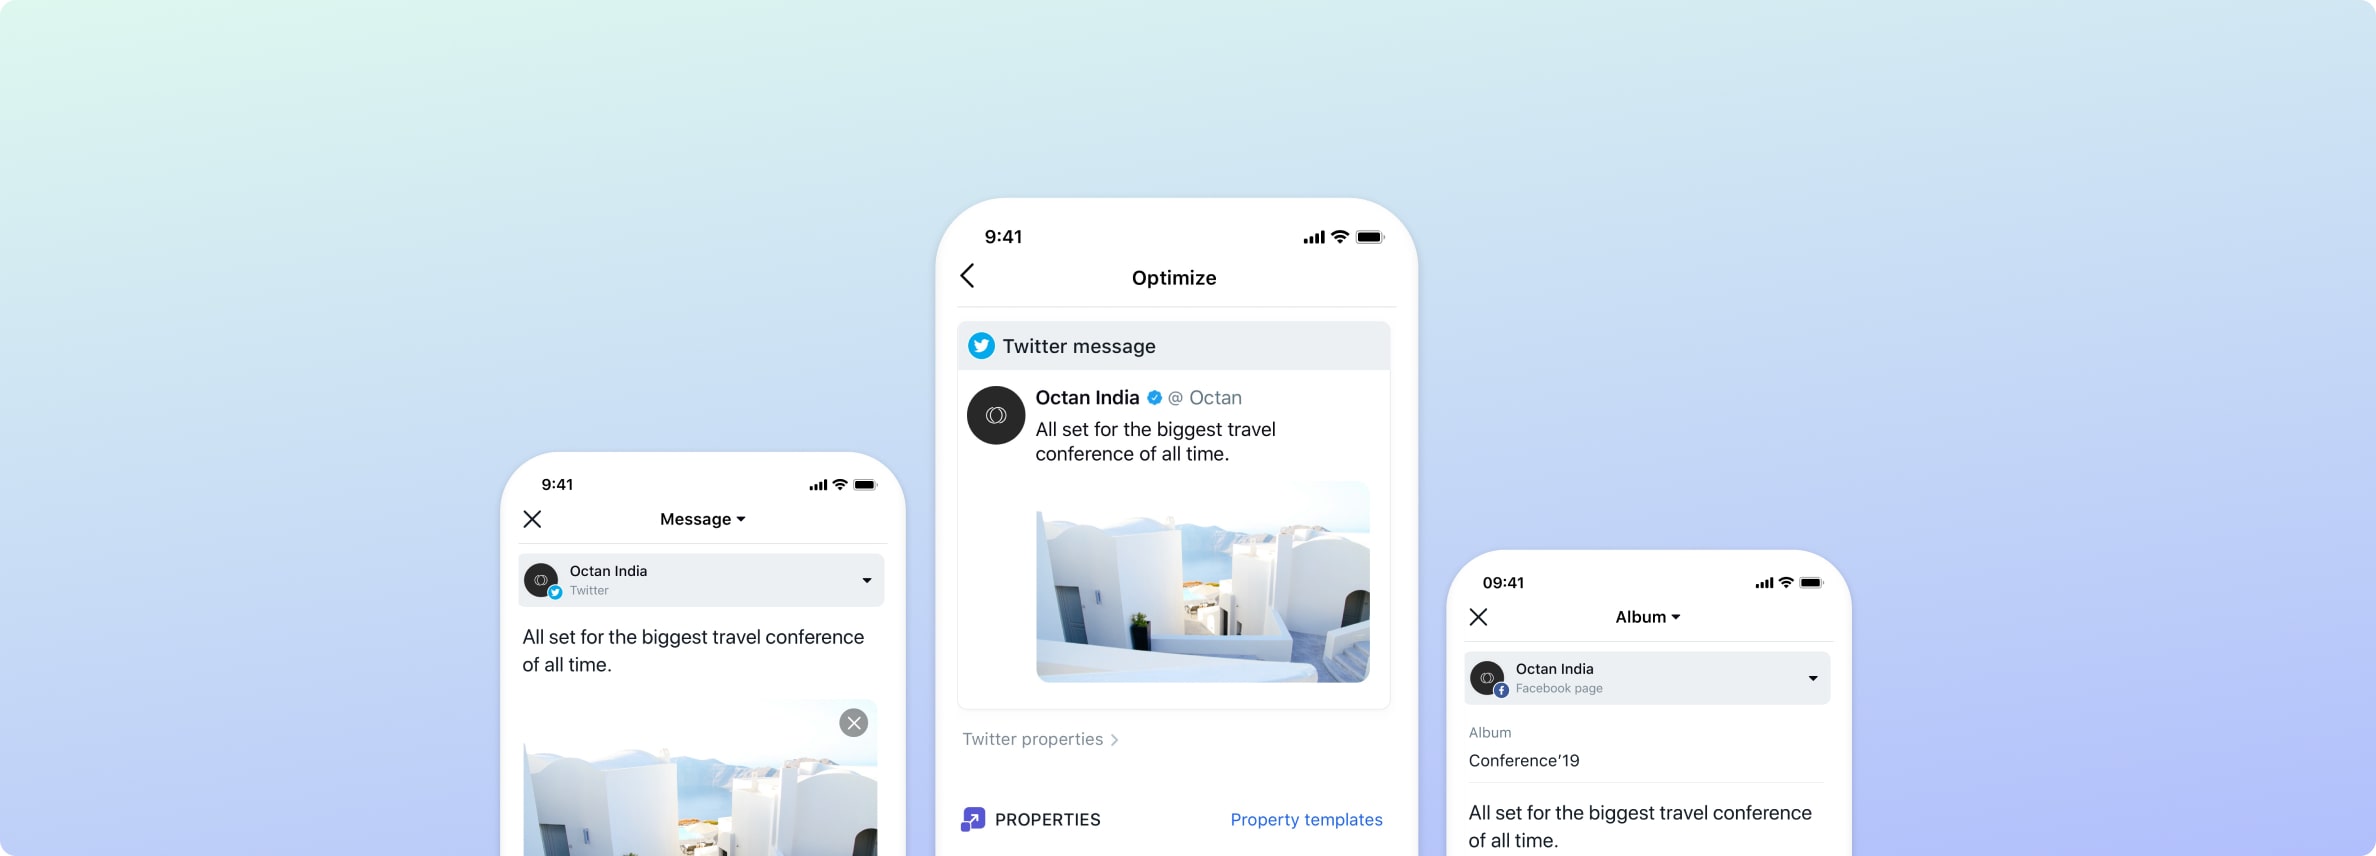 9:41
Message
Octan India
Twitter
All set for the biggest travel conference
of all time.
9:41
Optimize
Twitter message
Octan India @ Octan
All set for the biggest travel
conference of all time.
Twitter properties
PROPERTIES
Property templates
09:41
Album
Octan India
Facebook page
Album
Conference'19
All set for the biggest travel conference
of all time.